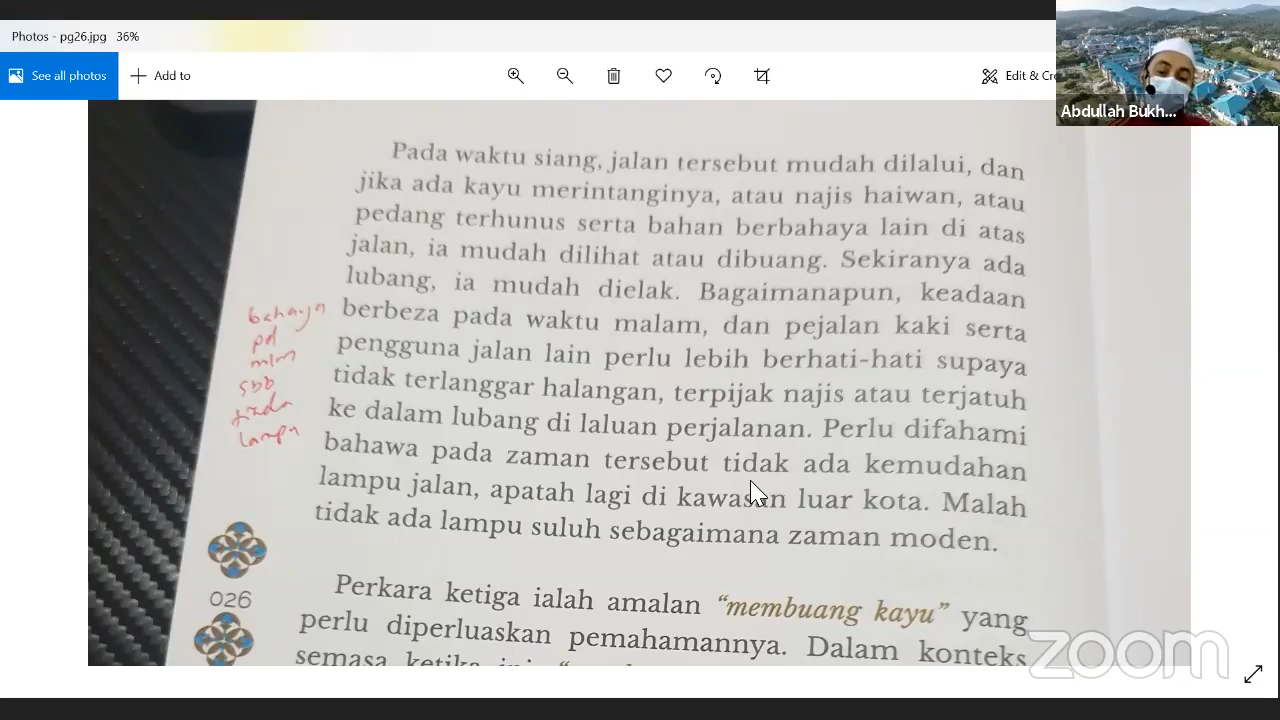 Photos - pg26.jpg 36%
See all photos
Add to
Edit & Cre
Abdullah Bukh...
Pada waktu siang, jalan tersebut mudah dilalui, dan
jika ada kayu merintanginya, atau najis haiwan, atau
pedang terhunus serta bahan berbahaya lain di atas
jalan, ia mudah dilihat atau dibuang. Sekiranya ada
lubang, ia mudah dielak. Bagaimanapun, keadaan
berbeza pada waktu malam, dan pejalan kaki serta
pengguna jalan lain perlu lebih berhati-hati supaya
tidak terlanggar halangan, terpijak najis atau terjatuh
ke dalam lubang di laluan perjalanan. Perlu difahami
bahawa pada zaman tersebut tidak ada kemudahan
lampu jalan, apatah lagi di kawasan luar kota. Malah
tidak ada lampu suluh sebagaimana zaman moden.
bahaya
pd
mlm
sbb
tiada
lampu
026
Perkara ketiga ialah amalan “membuang kayu” yang
perlu diperluaskan pemahamannya. Dalam konteks
semasa ketika ini
zoom